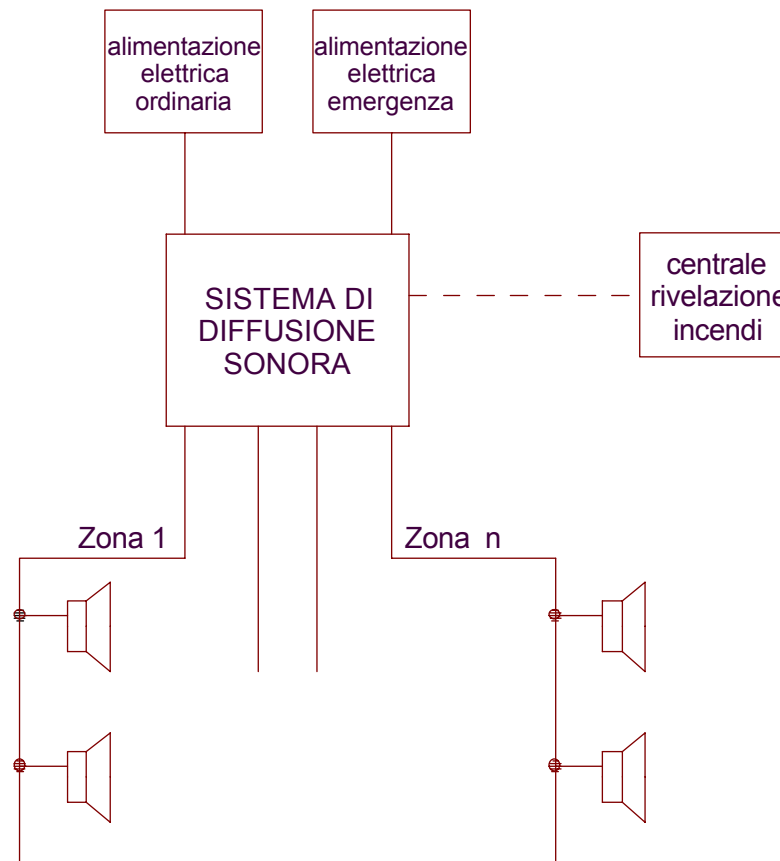 alimentazione
elettrica
ordinaria
alimentazione
elettrica
emergenza
SISTEMA DI
DIFFUSIONE
SONORA
centrale
rivelazione
incendi
Zona 1
Zona n